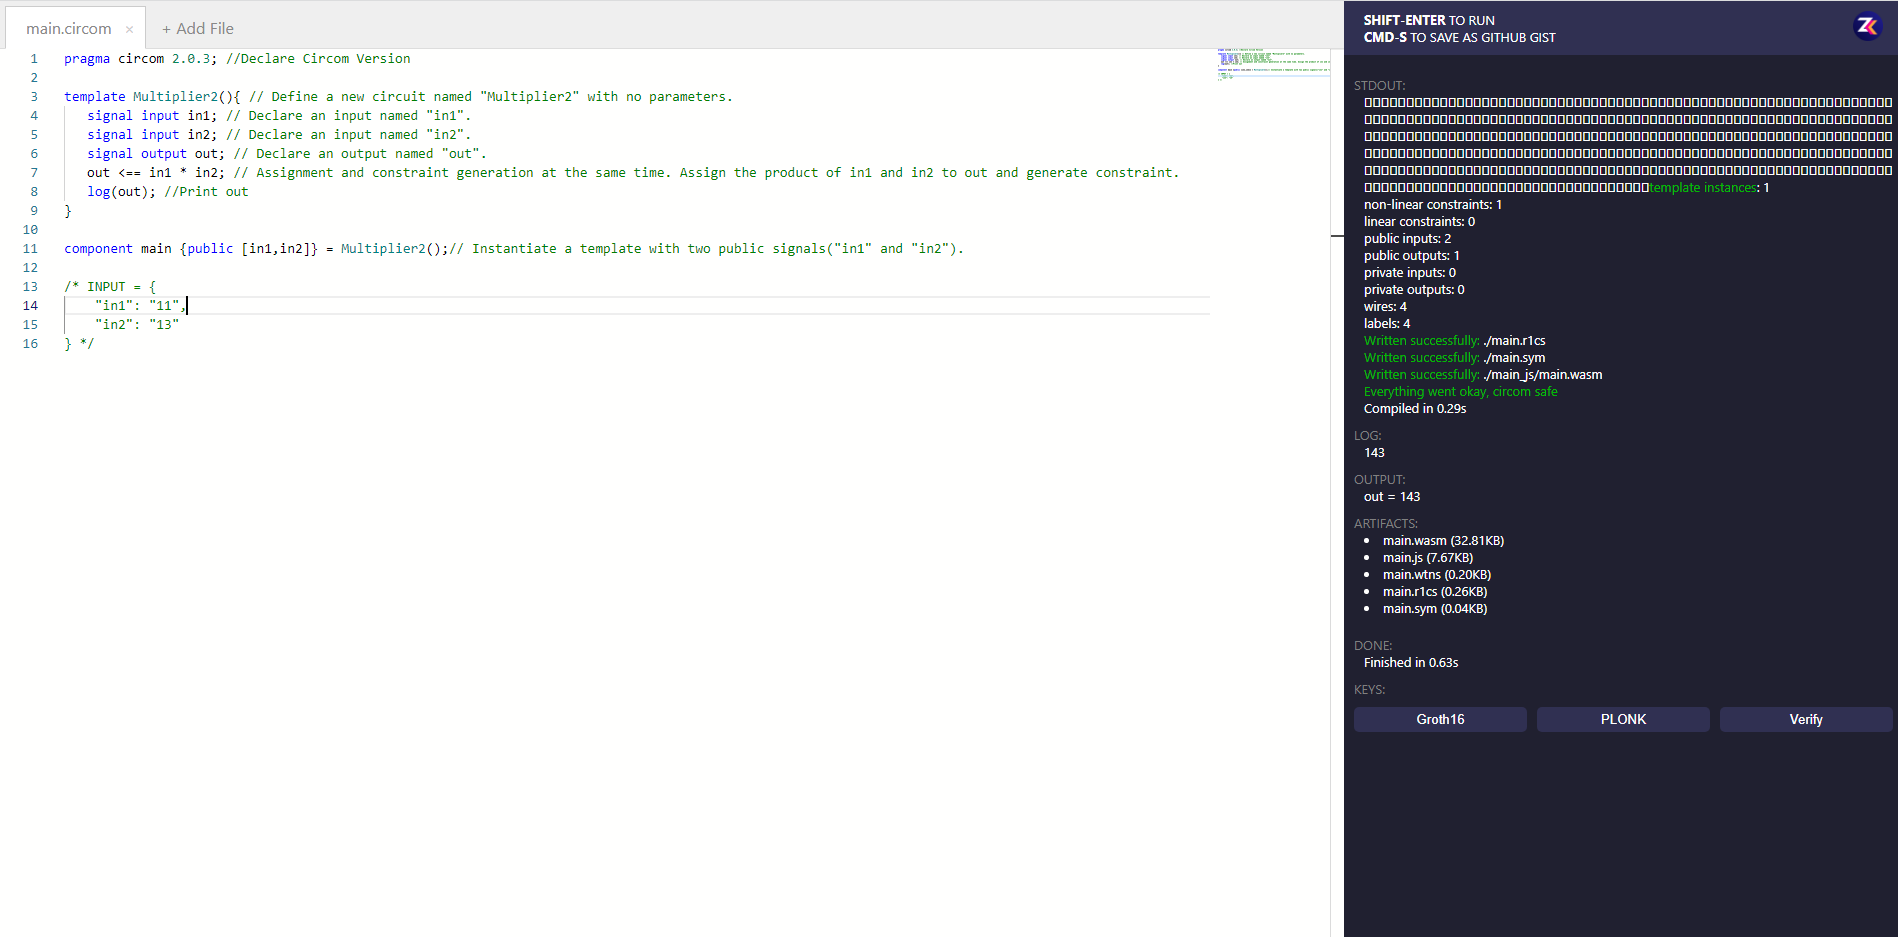 main.circom × + Add File
1 pragma circom 2.0.3; //Declare Circom Version
2
3 template Multiplier2(){ // Define a new circuit named "Multiplier2" with no parameters.
4 signal input in1; // Declare an input named "in1".
5 signal input in2; // Declare an input named "in2".
6 signal output out; // Declare an output named "out".
7 out <== in1 * in2; // Assignment and constraint generation at the same time. Assign the product of in1 and in2 to out and generate constraint.
8 log(out); //Print out
9 }
10
11 component main {public [in1,in2]} = Multiplier2();// Instantiate a template with two public signals("in1" and "in2").
12
13 /* INPUT = {
14 "in1": "11",
15 "in2": "13"
16 } */
SHIFT-ENTER TO RUN
CMD-S TO SAVE AS GITHUB GIST
ZK
STDOUT:
template instances: 1
non-linear constraints: 1
linear constraints: 0
public inputs: 2
public outputs: 1
private inputs: 0
private outputs: 0
wires: 4
labels: 4
Written successfully: ./main.r1cs
Written successfully: ./main.sym
Written successfully: ./main_js/main.wasm
Everything went okay, circom safe
Compiled in 0.29s
LOG:
143
OUTPUT:
out = 143
ARTIFACTS:
• main.wasm (32.81KB)
• main.js (7.67KB)
• main.wtns (0.20KB)
• main.r1cs (0.26KB)
• main.sym (0.04KB)
DONE:
Finished in 0.63s
KEYS:
Groth16 PLONK Verify